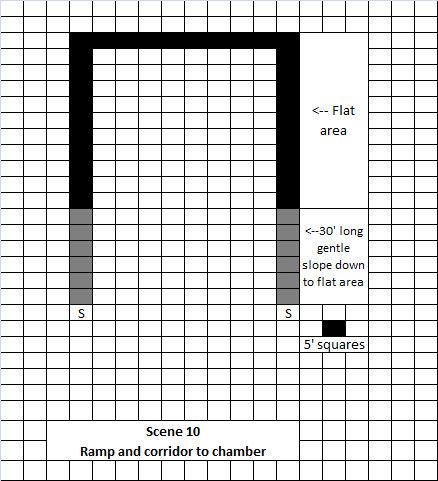 <-- Flat
area
<--30' long
gentle
slope down
to flat area
S
S
5' squares
Scene 10
Ramp and corridor to chamber